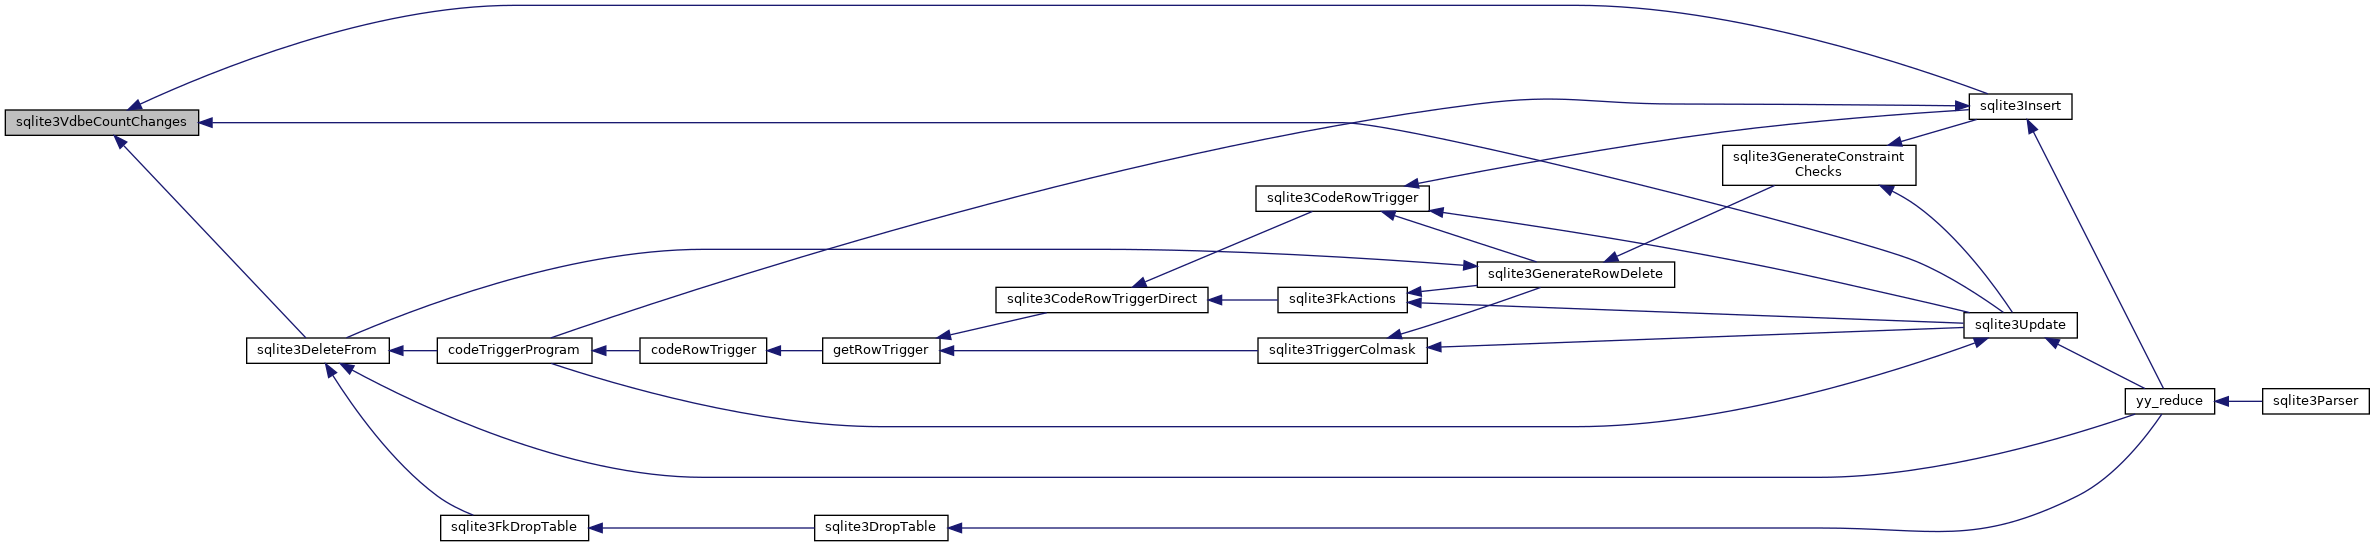 sqlite3VdbeCountChanges
sqlite3Insert
sqlite3GenerateConstraint
Checks
sqlite3CodeRowTrigger
sqlite3GenerateRowDelete
sqlite3CodeRowTriggerDirect
sqlite3FkActions
sqlite3Update
sqlite3DeleteFrom
codeTriggerProgram
codeRowTrigger
getRowTrigger
sqlite3TriggerColmask
yy_reduce
sqlite3Parser
sqlite3FkDropTable
sqlite3DropTable